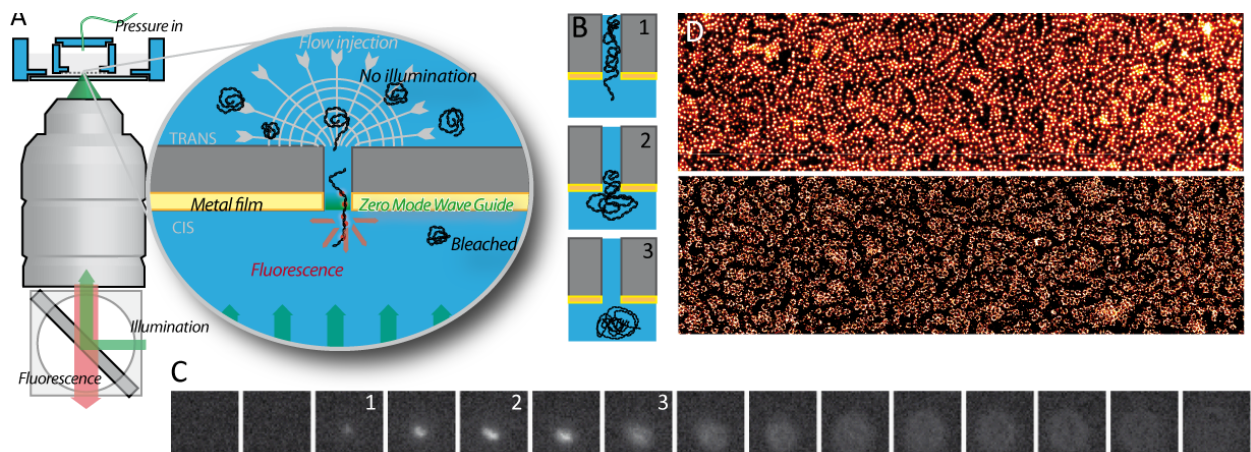 A
Pressure in
Flow injection
No illumination
TRANS
Metal film
Zero Mode Wave Guide
CIS
Bleached
Fluorescence
Illumination
Fluorescence
B
1
2
3
D
C
1
2
3